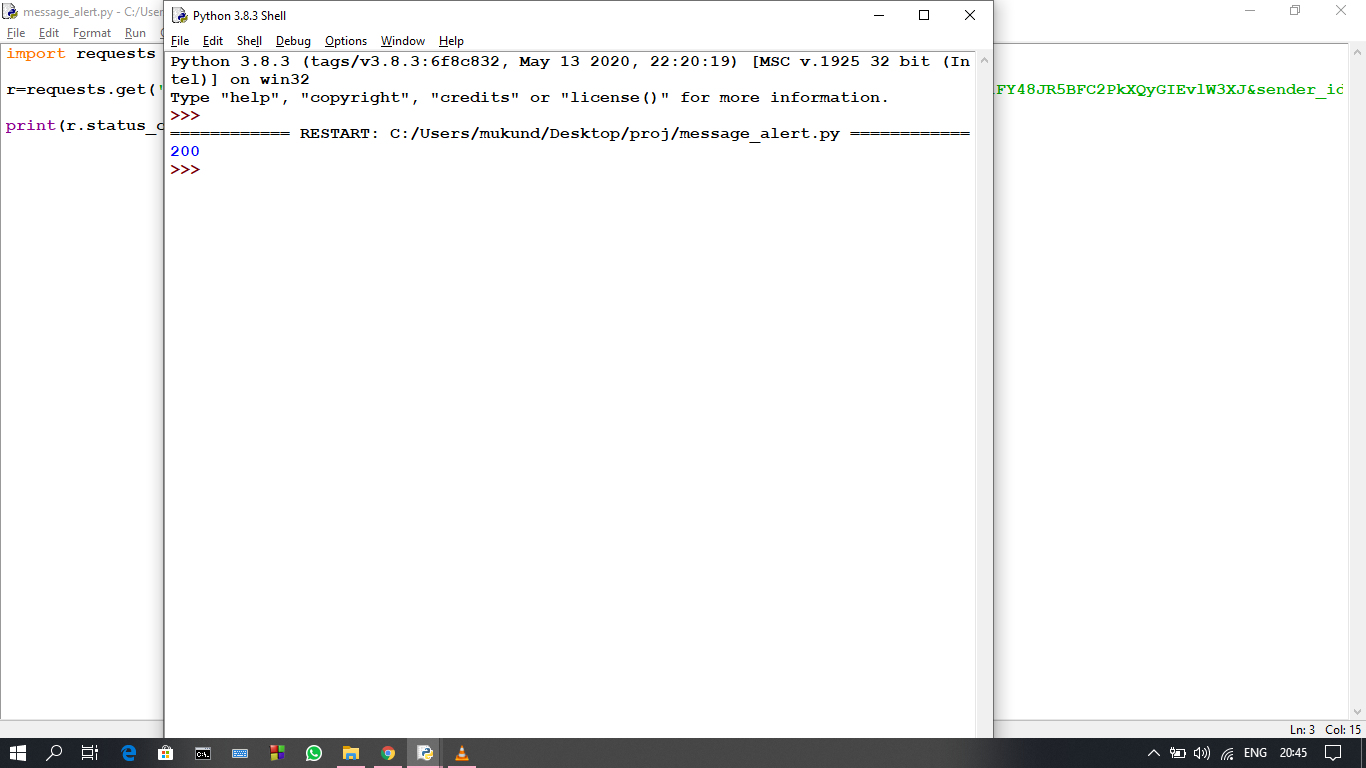 message_alert.py - C:/User
File Edit Format Run
import requests
r=requests.get('
FY48JR5BFC2PkXQyGIEvlW3XJ&sender_id
print(r.status_c
Python 3.8.3 Shell
File Edit Shell Debug Options Window Help
Python 3.8.3 (tags/v3.8.3:6f8c832, May 13 2020, 22:20:19) [MSC v.1925 32 bit (In
tel)] on win32
Type "help", "copyright", "credits" or "license()" for more information.
>>>
============ RESTART: C:/Users/mukund/Desktop/proj/message_alert.py ============
200
>>>
Ln: 3 Col: 15
ENG 20:45